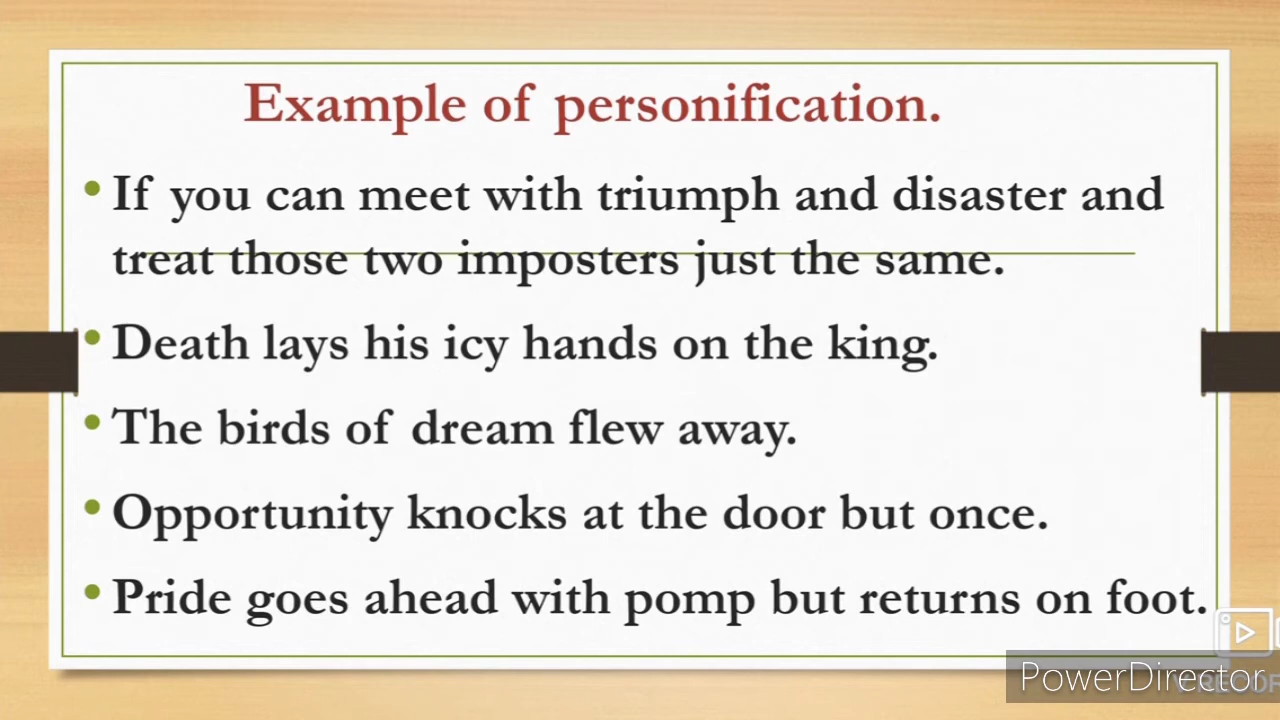 Example of personification.
• If you can meet with triumph and disaster and
treat those two imposters just the same.
• Death lays his icy hands on the king.
• The birds of dream flew away.
• Opportunity knocks at the door but once.
• Pride goes ahead with pomp but returns on foot.
PowerDirector